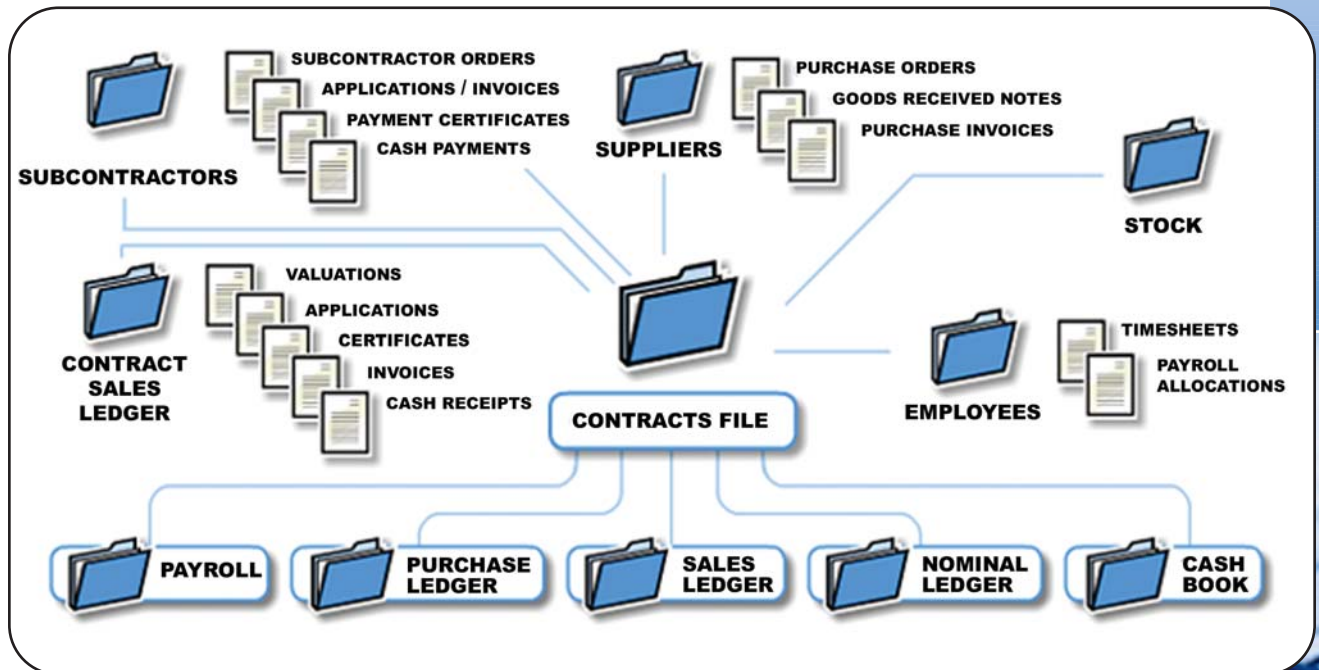 SUBCONTRACTOR ORDERS
APPLICATIONS / INVOICES
PAYMENT CERTIFICATES
CASH PAYMENTS
SUBCONTRACTORS
PURCHASE ORDERS
GOODS RECEIVED NOTES
PURCHASE INVOICES
SUPPLIERS
STOCK
VALUATIONS
APPLICATIONS
CERTIFICATES
INVOICES
CASH RECEIPTS
CONTRACT
SALES
LEDGER
TIMESHEETS
PAYROLL
ALLOCATIONS
EMPLOYEES
CONTRACTS FILE
PAYROLL
PURCHASE
LEDGER
SALES
LEDGER
NOMINAL
LEDGER
CASH
BOOK